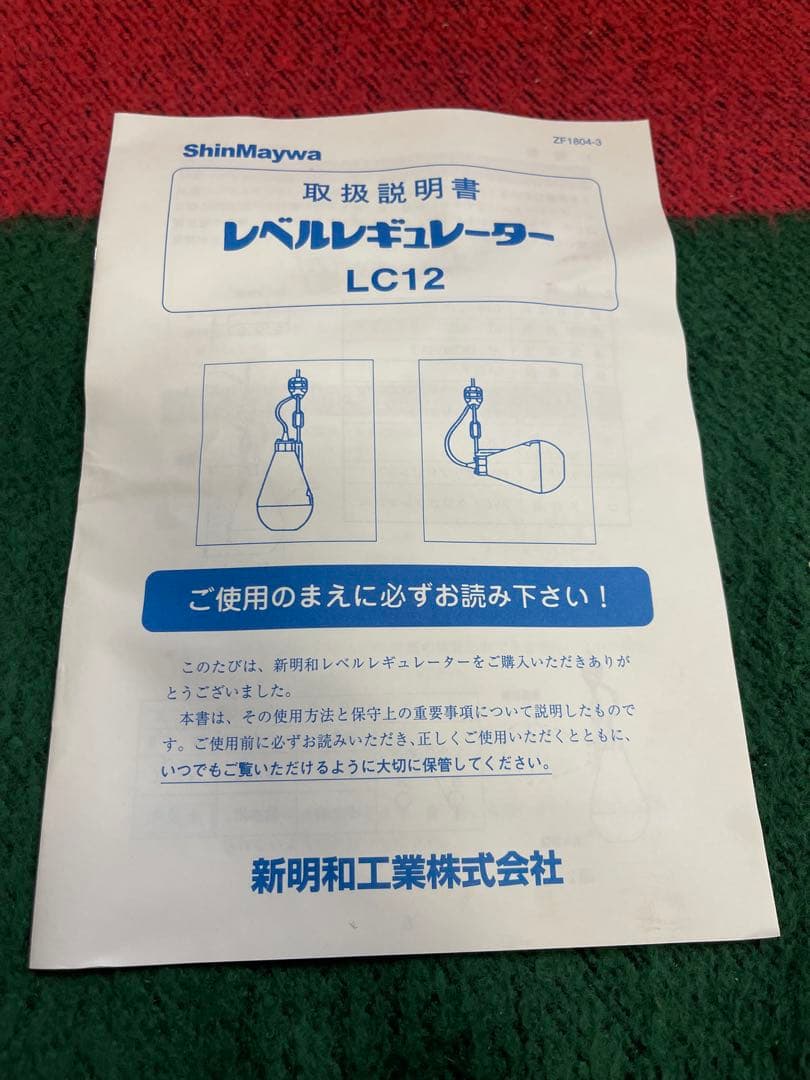 ShinMaywa
ZF1804-3
取扱説明書
レベルレギュレーター
LC12
ご使用のまえに必ずお読み下さい！
このたびは、新明和レベルレギュレーターをご購入いただきありが
とうございました。
本書は、その使用方法と保守上の重要事項について説明したもので
す。ご使用前に必ずお読みいただき、正しくご使用いただくとともに、
いつでもご覧いただけるように大切に保管してください。
新明和工業株式会社